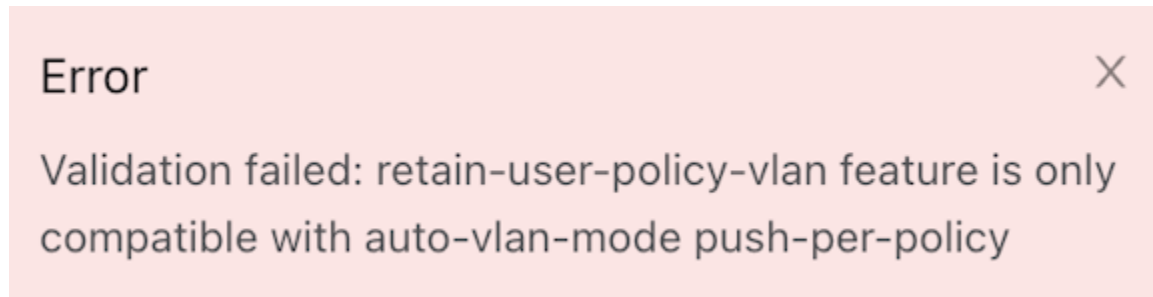 Error
Validation failed: retain-user-policy-vlan feature is only
compatible with auto-vlan-mode push-per-policy